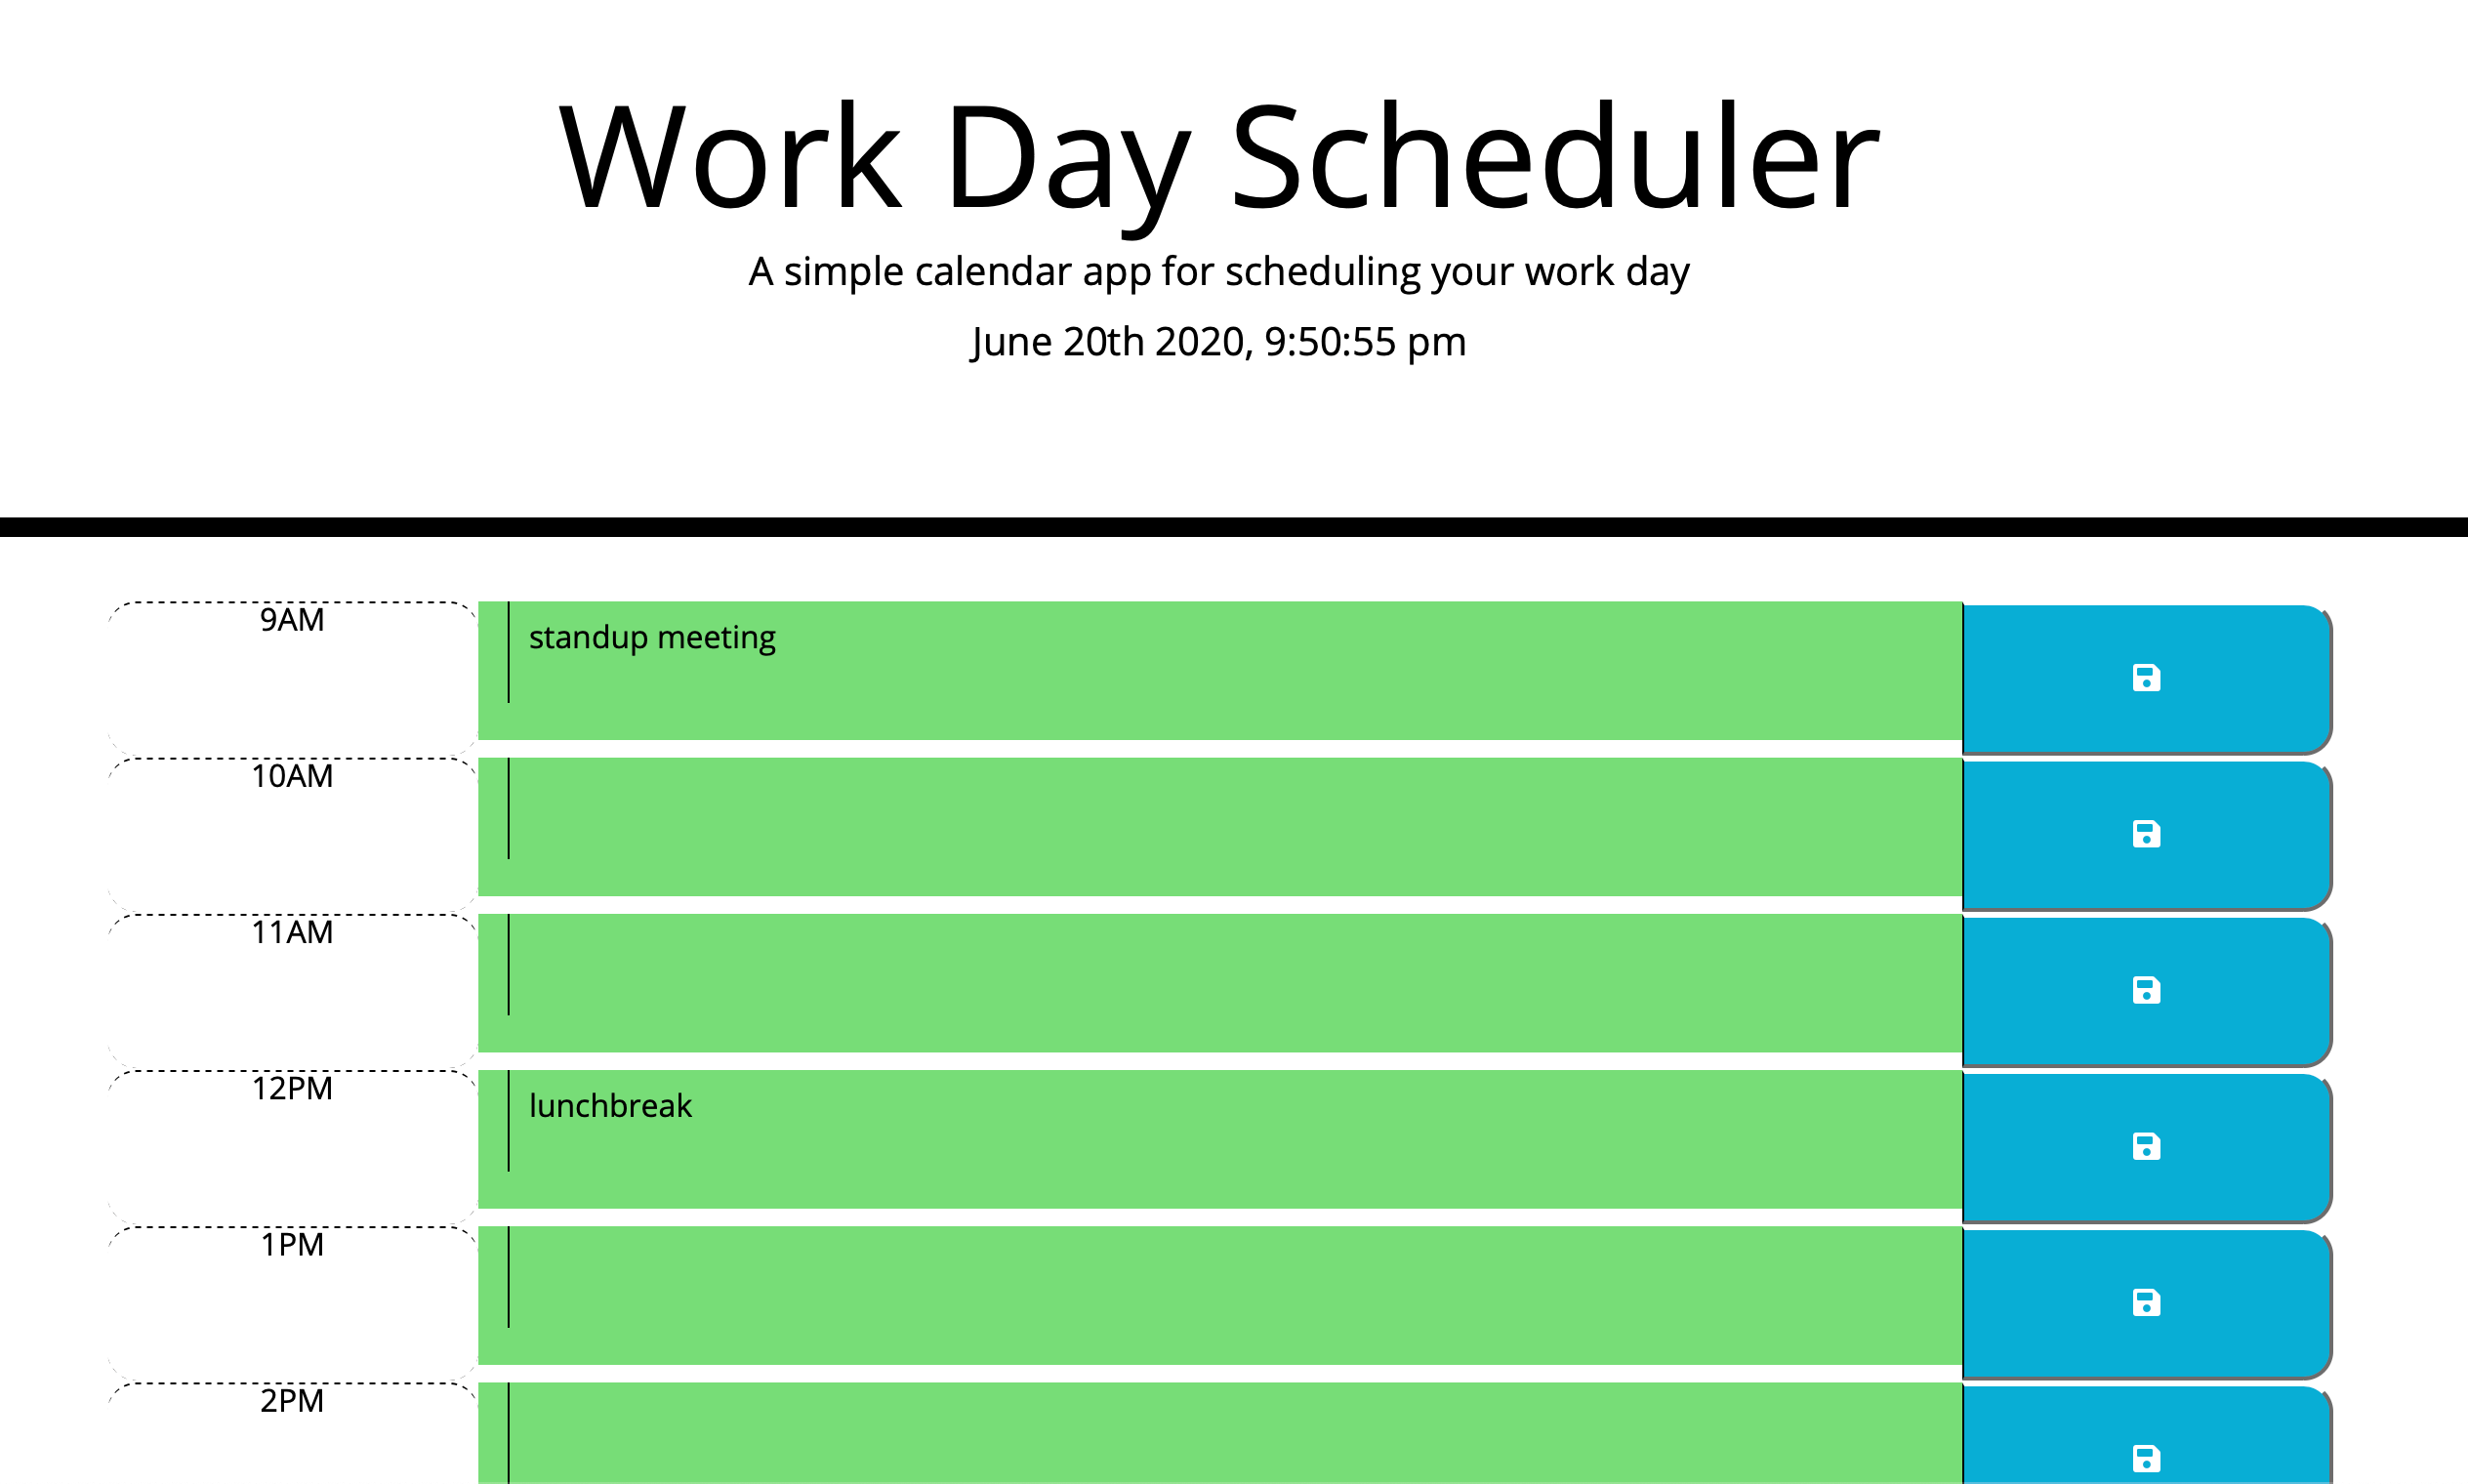 Work Day Scheduler
A simple calendar app for scheduling your work day
June 20th 2020, 9:50:55 pm
9AM
standup meeting
10AM
11AM
12PM
lunchbreak
1PM
2PM